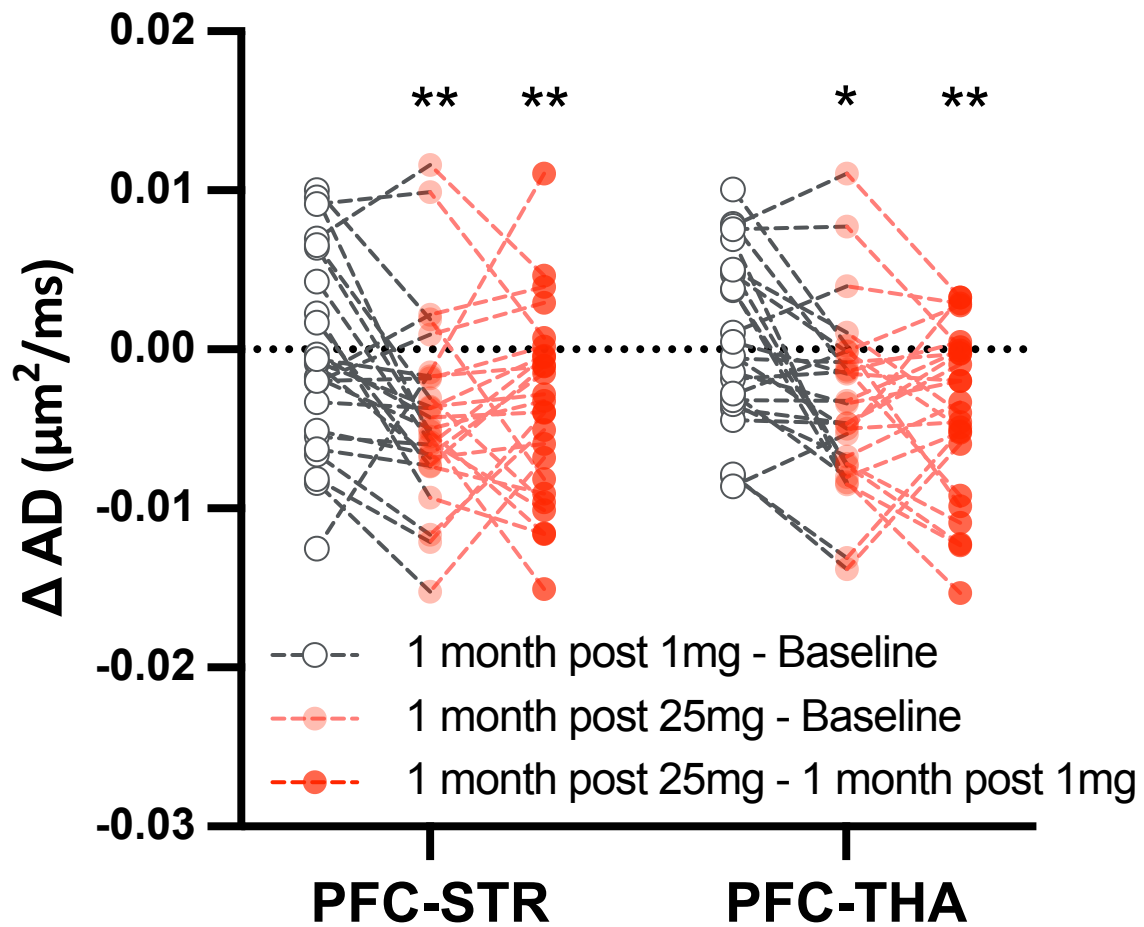 0.02
** ** * **
0.01
0.00
Δ AD (µm²/ms)
-0.01
-0.02
-0.03
1 month post 1mg - Baseline
1 month post 25mg - Baseline
1 month post 25mg - 1 month post 1mg
PFC-STR PFC-THA